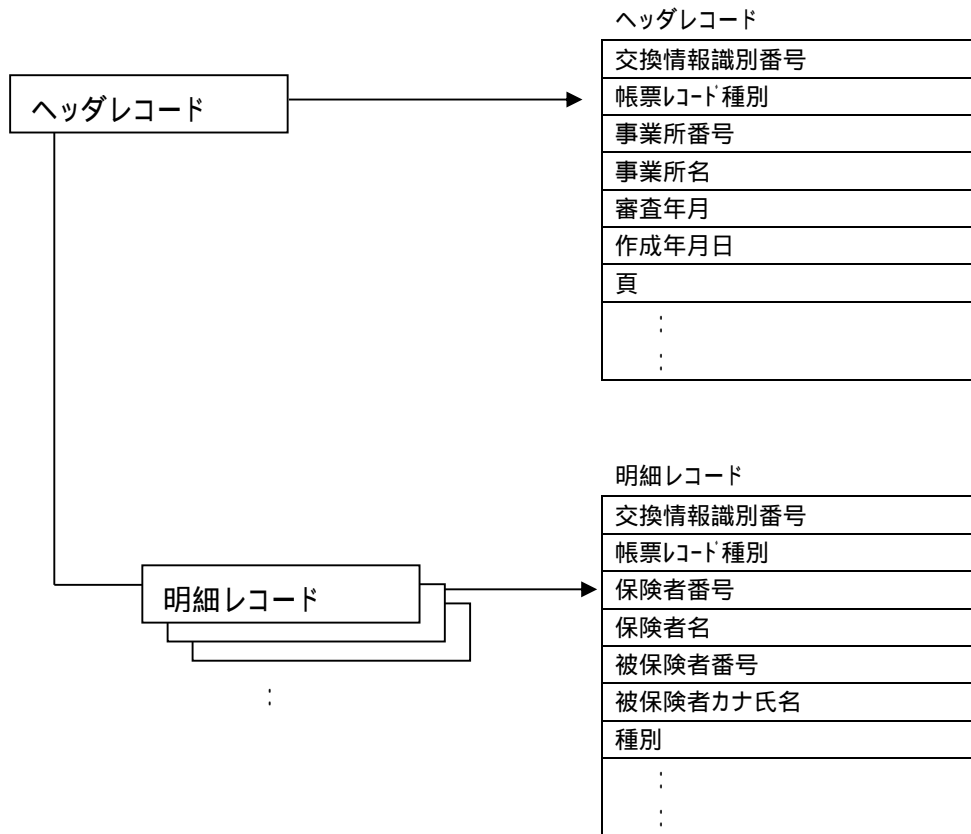 ヘッダレコード
ヘッダレコード
交換情報識別番号
帳票ﾚｺｰﾄﾞ種別
事業所番号
事業所名
審査年月
作成年月日
頁
:
:
明細レコード
明細レコード
:
交換情報識別番号
帳票ﾚｺｰﾄﾞ種別
保険者番号
保険者名
被保険者番号
被保険者カナ氏名
種別
:
: